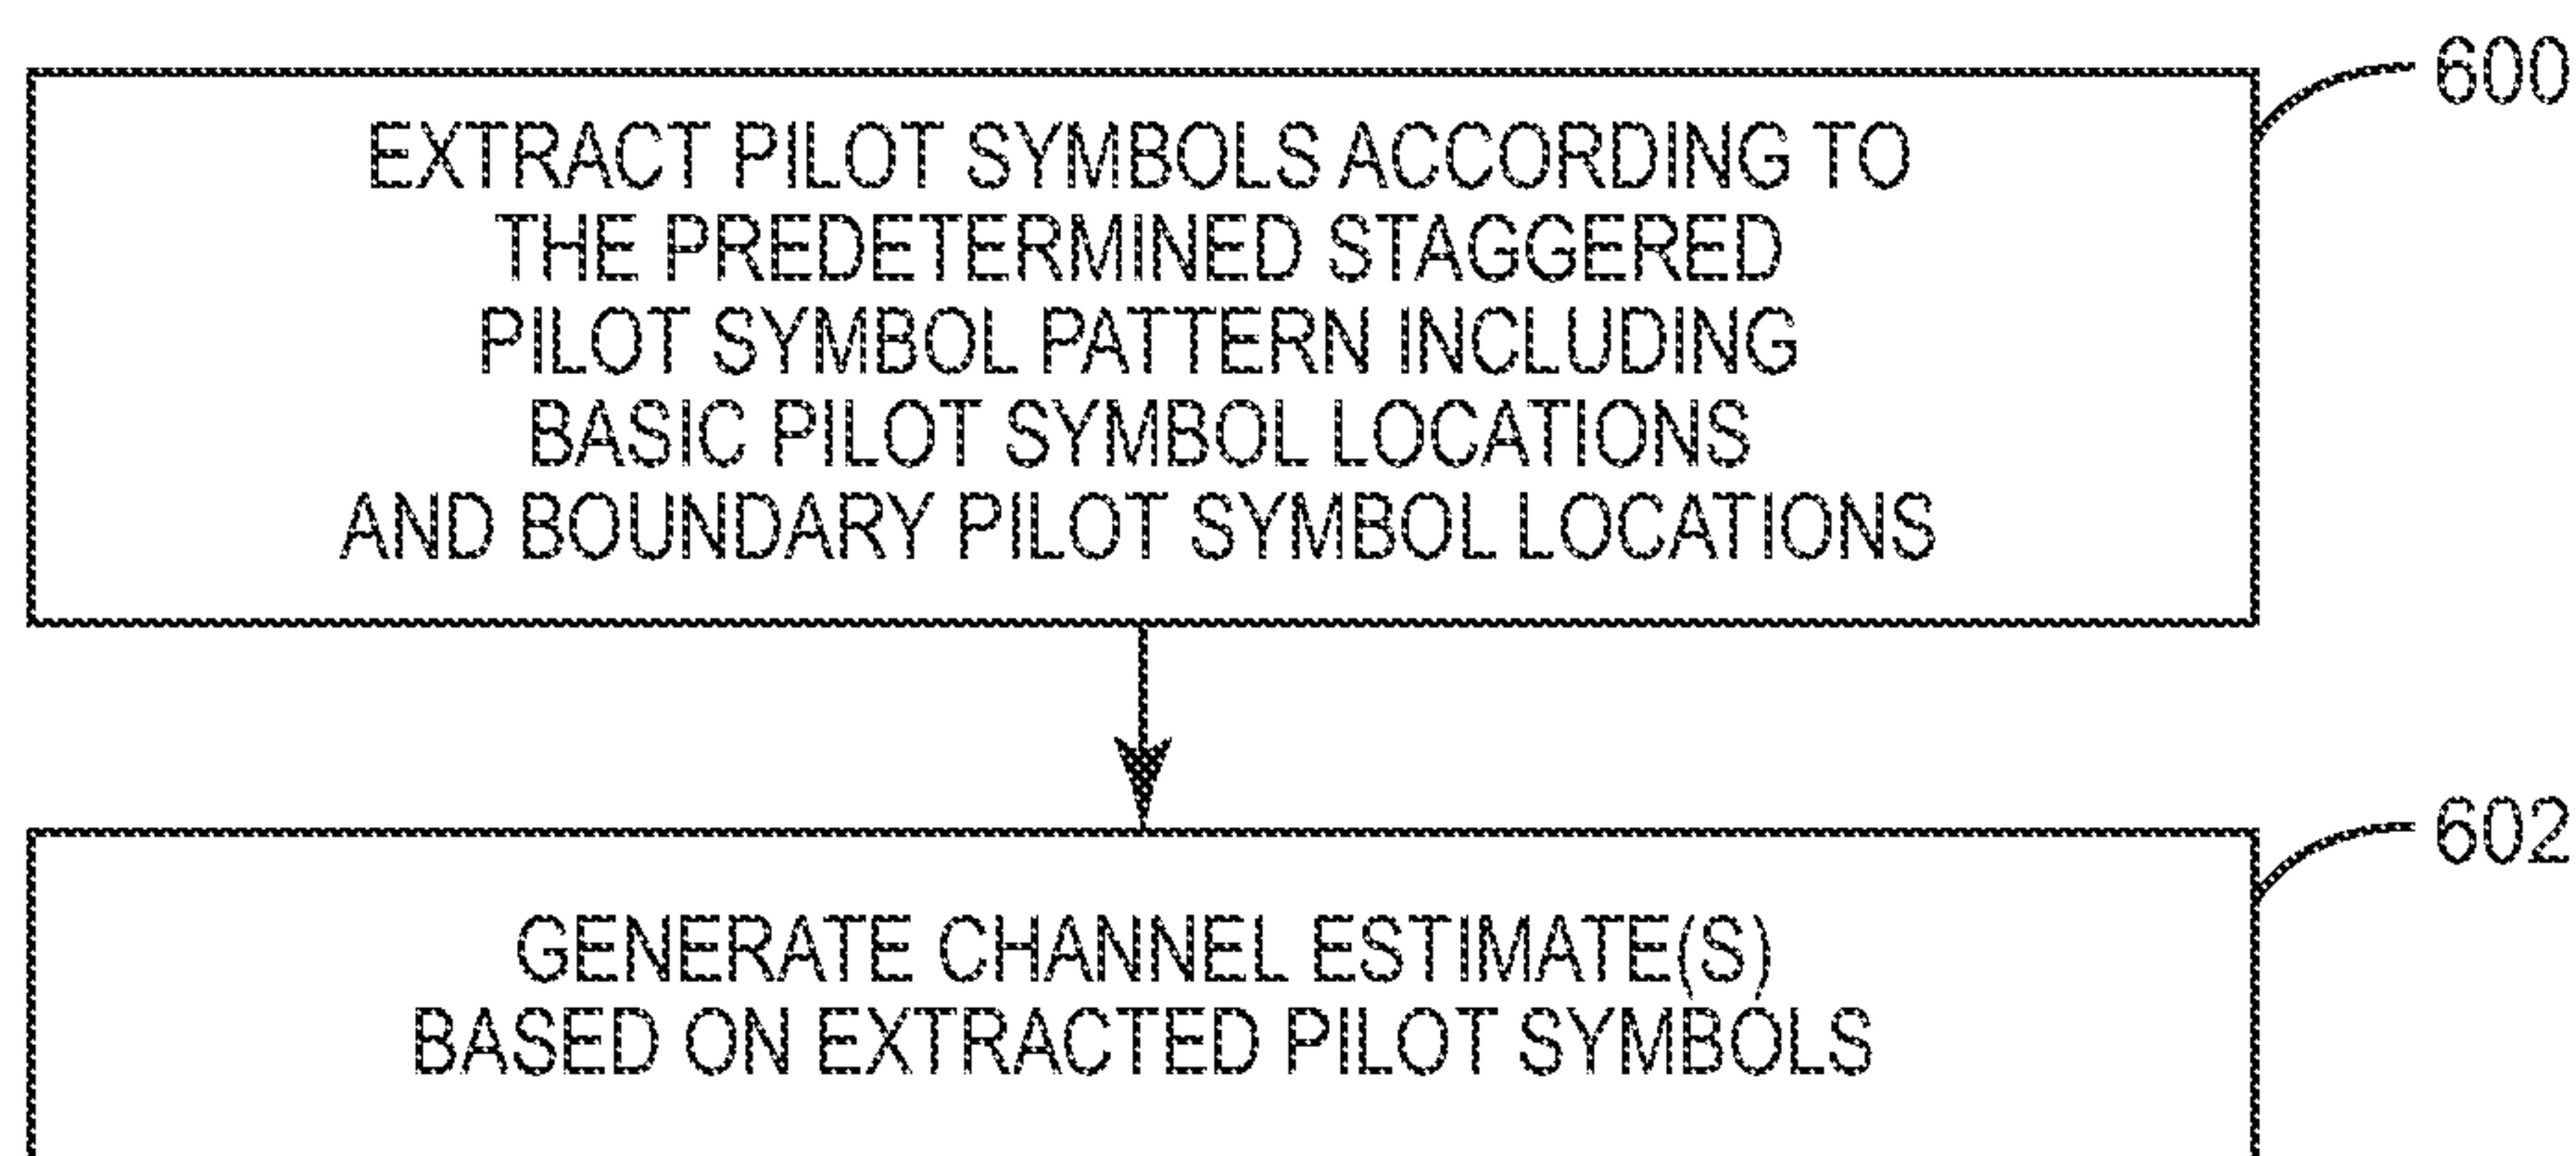 600
EXTRACT PILOT SYMBOLS ACCORDING TO
THE PREDETERMINED STAGGERED
PILOT SYMBOL PATTERN INCLUDING
BASIC PILOT SYMBOL LOCATIONS
AND BOUNDARY PILOT SYMBOL LOCATIONS
602
GENERATE CHANNEL ESTIMATE(S)
BASED ON EXTRACTED PILOT SYMBOLS